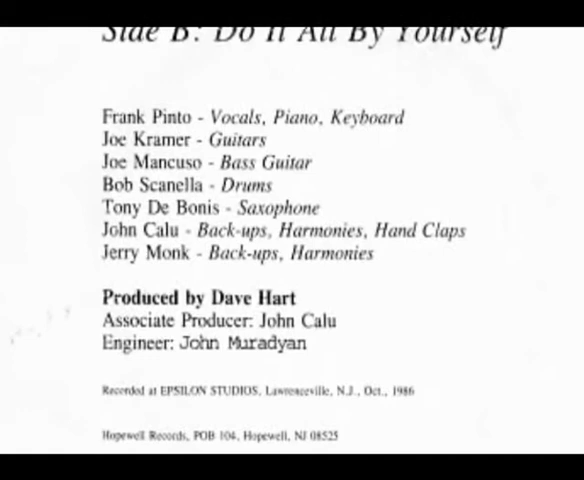 Side B: Do It All By Yourself
Frank Pinto - Vocals, Piano, Keyboard
Joe Kramer - Guitars
Joe Mancuso - Bass Guitar
Bob Scanella - Drums
Tony De Bonis - Saxophone
John Calu - Back-ups, Harmonies, Hand Claps
Jerry Monk - Back-ups, Harmonies
Produced by Dave Hart
Associate Producer: John Calu
Engineer: John Muradyan
Recorded at EPSILON STUDIOS, Lawrenceville, N.J., Oct., 1986
Hopewell Records, POB 104, Hopewell, NJ 08525